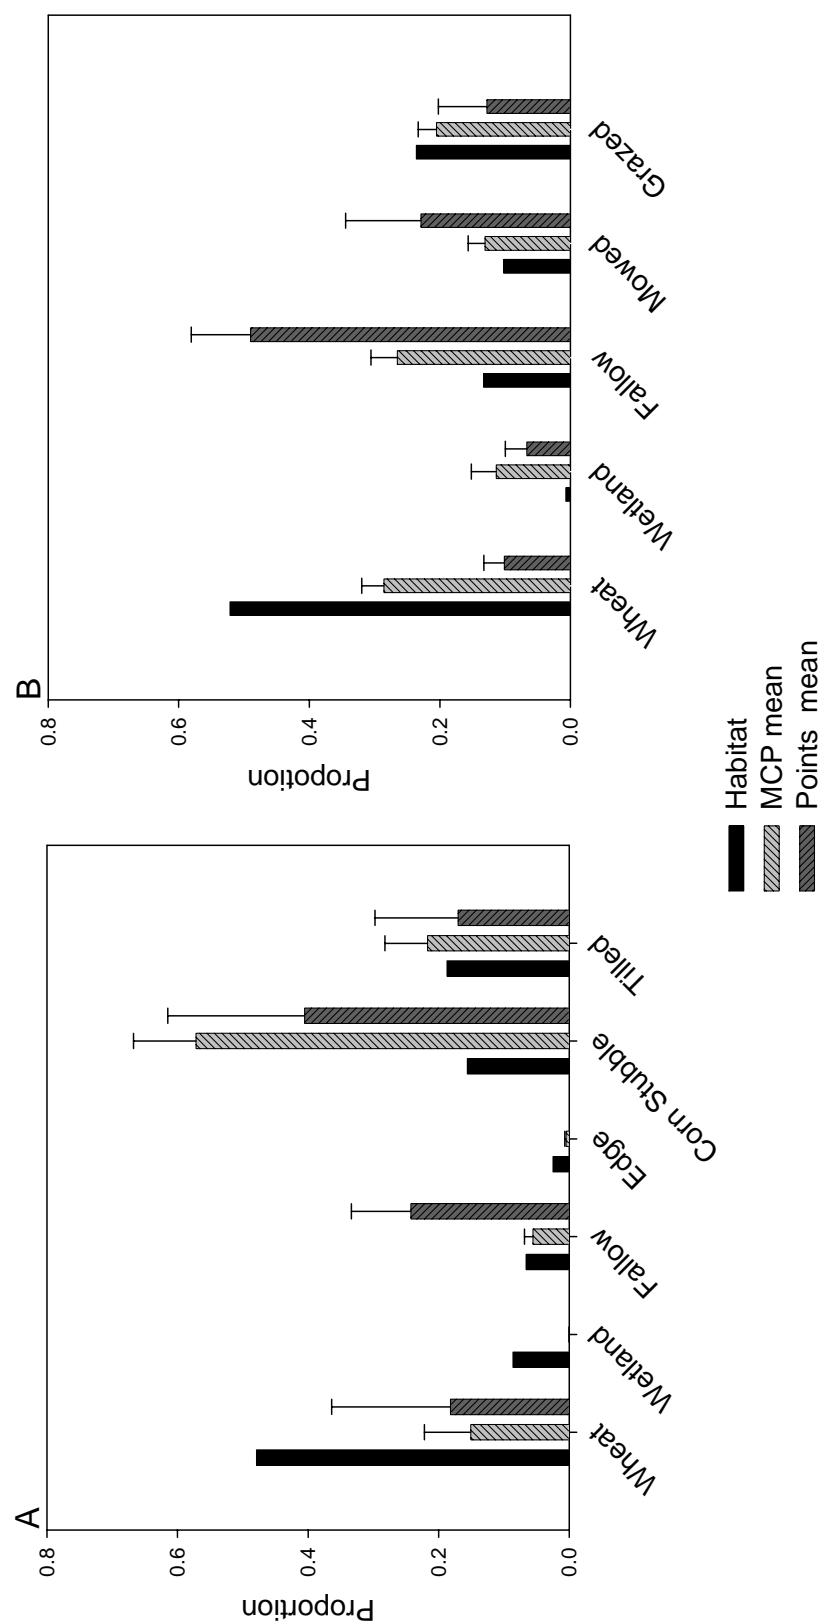 A
Proportion
0.8
0.6
0.4
0.2
0.0
Wheat
Wetland
Fallow
Edge
Corn Stubble
Tilled
B
Propotion
0.8
0.6
0.4
0.2
0.0
Wheat
Wetland
Fallow
Mowed
Grazed
Habitat
MCP mean
Points mean